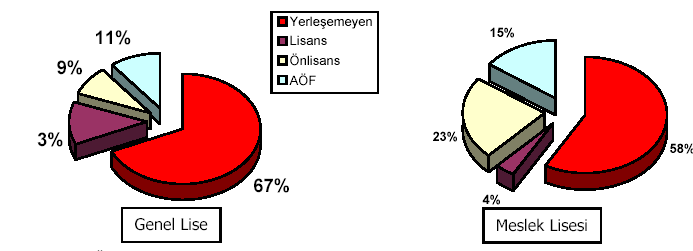 11%
9%
3%
67%
Genel Lise
Yerleşemeyen
Lisans
Önlisans
AÖF
15%
23%
4%
58%
Meslek Lisesi